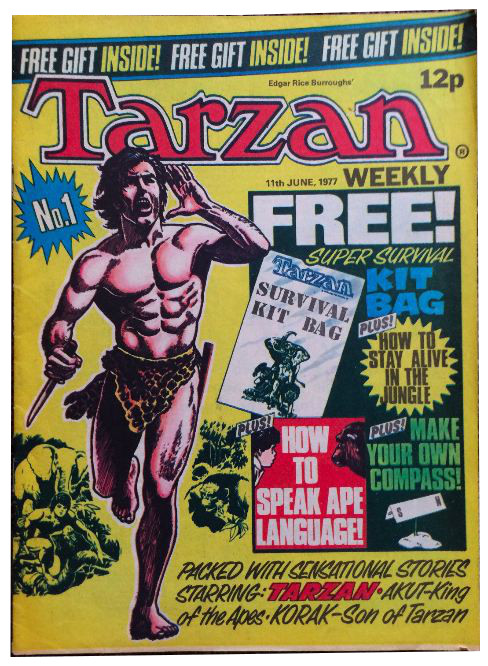 FREE GIFT INSIDE! FREE GIFT INSIDE! FREE GIFT INSIDE!
Edgar Rice Burroughs'
12p
Tarzan®
11th JUNE, 1977 WEEKLY
No.1
FREE!
SUPER SURVIVAL
KIT
BAG
Tarzan
SURVIVAL
KIT BAG
PLUS!
HOW TO
STAY ALIVE
IN THE
JUNGLE
PLUS!
HOW
TO
SPEAK APE
LANGUAGE!
PLUS! MAKE
YOUR OWN
COMPASS!
S N
PACKED WITH SENSATIONAL STORIES
STARRING: TARZAN•AKUT-King
of the Apes•KORAK-Son of Tarzan